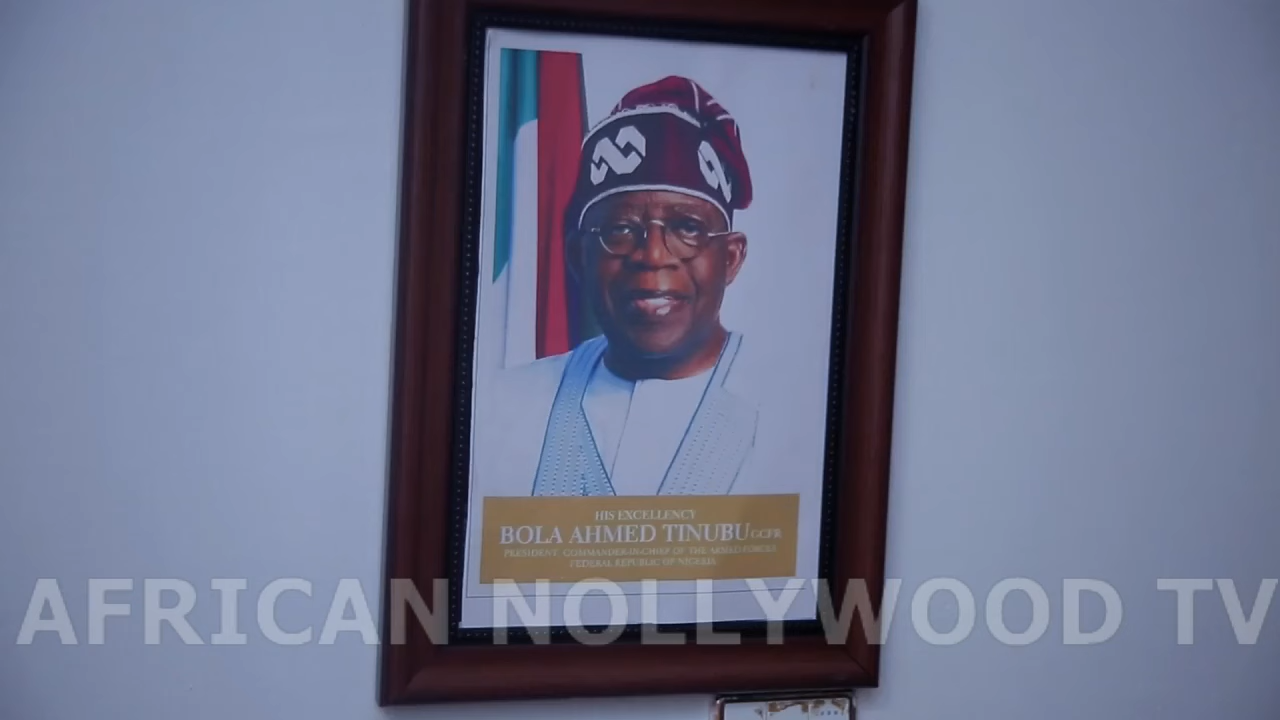 HIS EXCELLENCY
BOLA AHMED TINUBU GCFR
PRESIDENT COMMANDER-IN-CHIEF OF THE ARMED FORCES
FEDERAL REPUBLIC OF NIGERIA
AFRICAN NOLLYWOOD TV